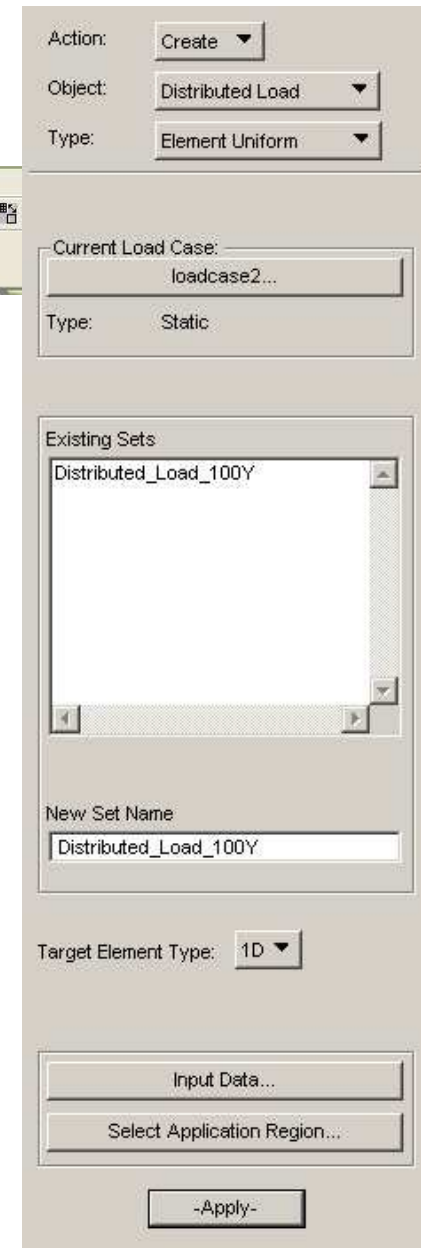 Action: Create
Object: Distributed Load
Type: Element Uniform
Current Load Case:
loadcase2...
Type: Static
Existing Sets
Distributed_Load_100Y
New Set Name
Distributed_Load_100Y
Target Element Type: 1D
Input Data...
Select Application Region...
-Apply-